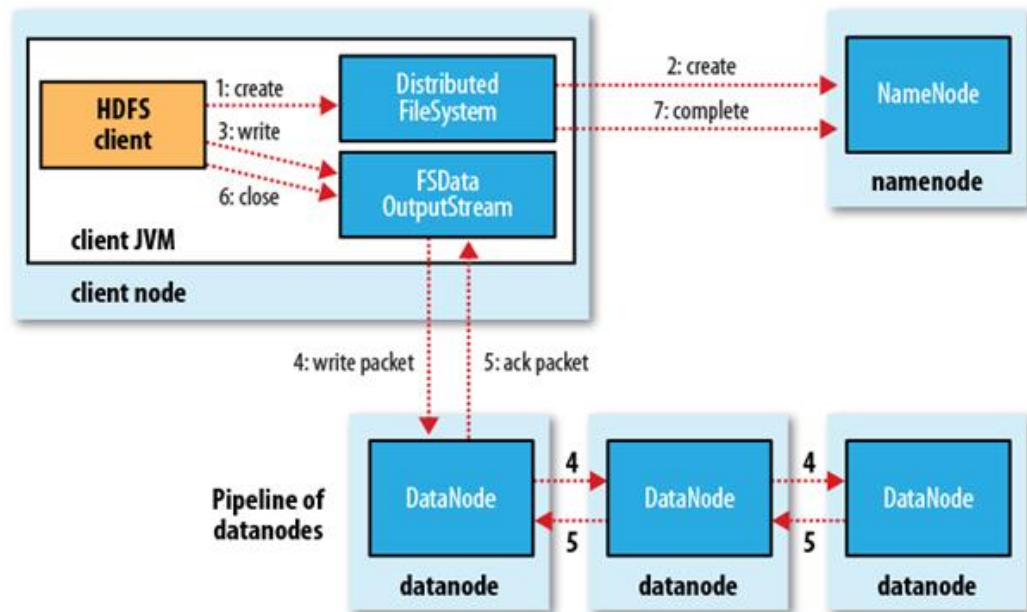 HDFS
client
1: create
3: write
6: close
Distributed
FileSystem
FSData
OutputStream
client JVM
client node
2: create
7: complete
NameNode
namenode
4: write packet
5: ack packet
Pipeline of
datanodes
DataNode
datanode
4
5
DataNode
datanode
4
5
DataNode
datanode